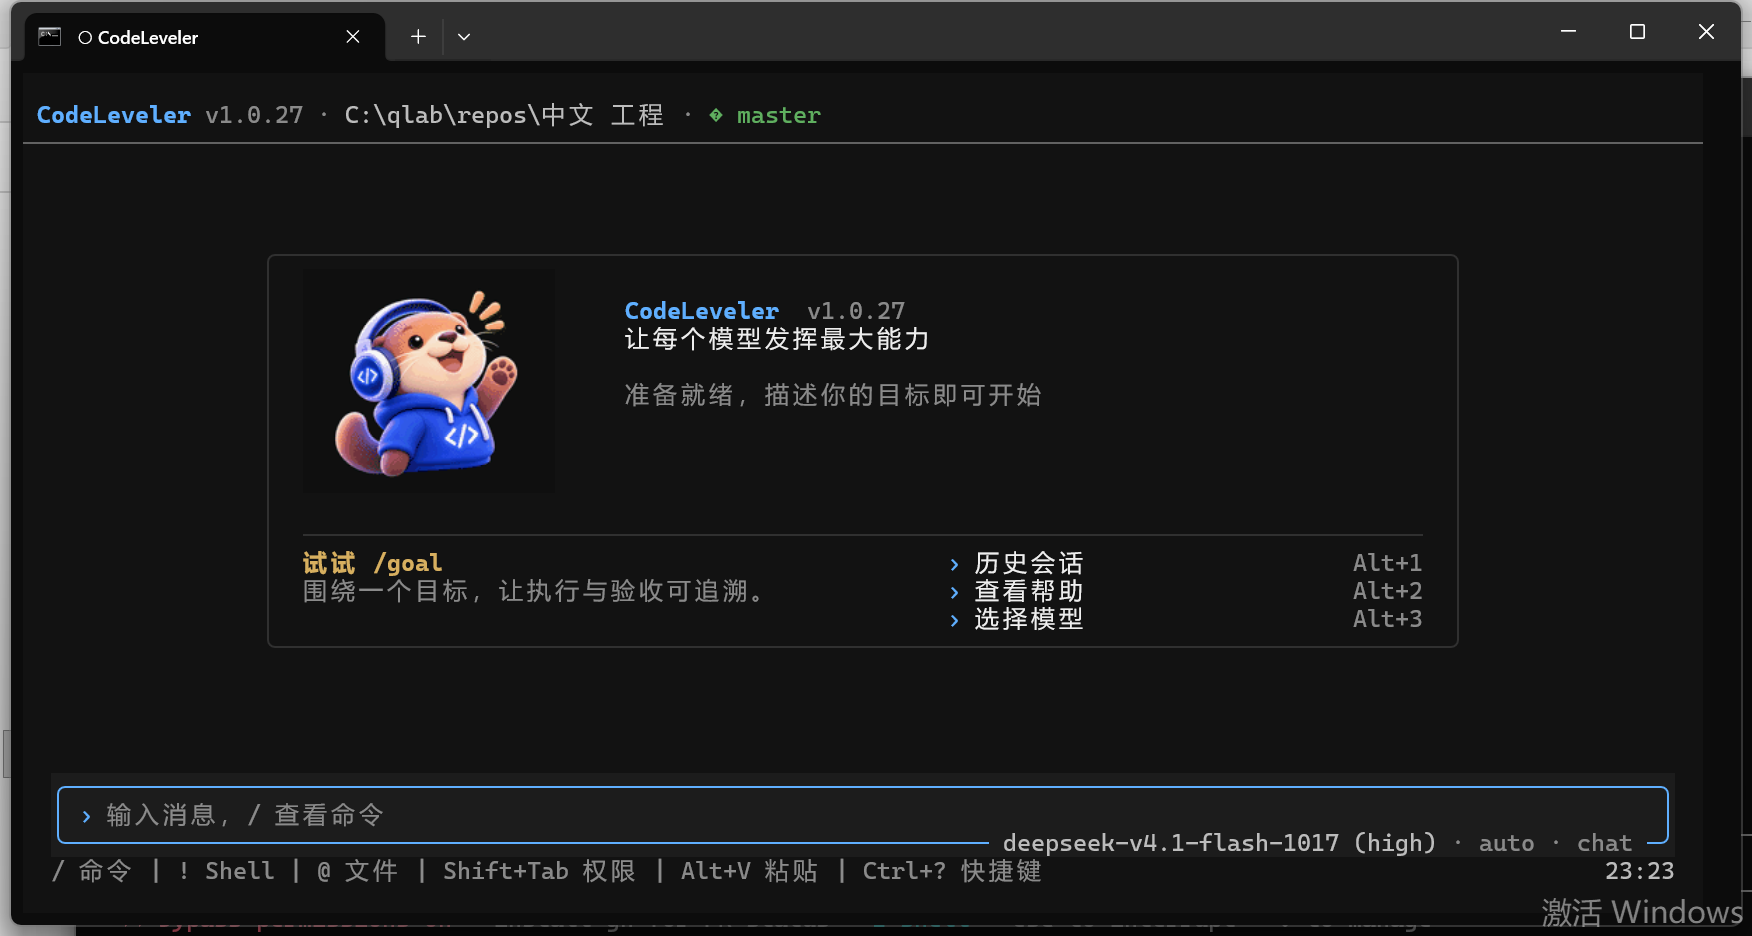 CodeLeveler
CodeLeveler v1.0.27 · C:\qlab\repos\中文 工程 · � master
</>
</>
CodeLeveler v1.0.27
让每个模型发挥最大能力
准备就绪，描述你的目标即可开始
试试 /goal
围绕一个目标，让执行与验收可追溯。
› 历史会话 Alt+1
› 查看帮助 Alt+2
› 选择模型 Alt+3
› 输入消息，/ 查看命令
deepseek-v4.1-flash-1017 (high) · auto · chat
/ 命令 | ! Shell | @ 文件 | Shift+Tab 权限 | Alt+V 粘贴 | Ctrl+? 快捷键 23:23
激活 Windows